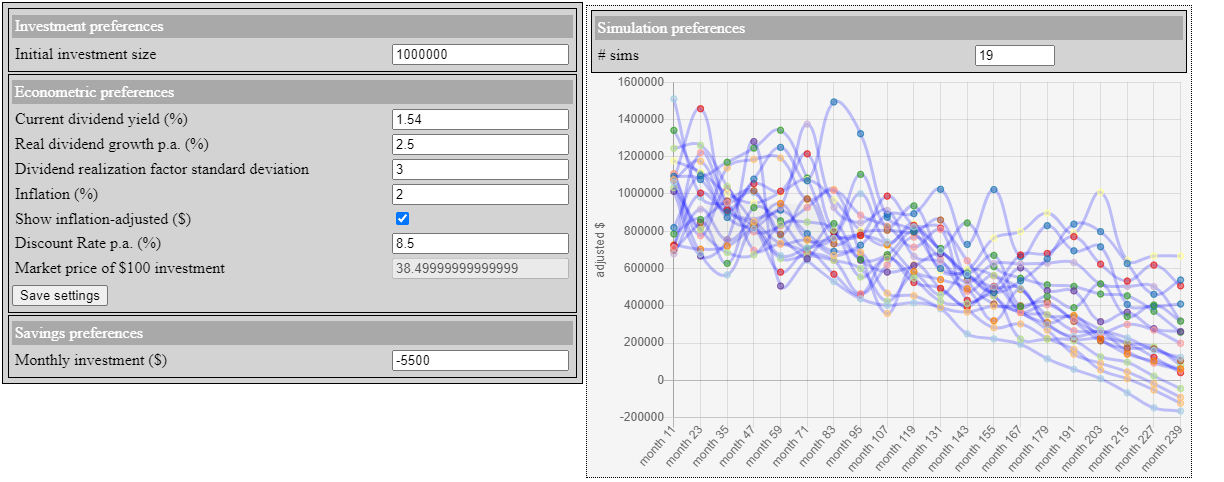 Investment preferences
Initial investment size 1000000
Econometric preferences
Current dividend yield (%) 1.54
Real dividend growth p.a. (%) 2.5
Dividend realization factor standard deviation 3
Inflation (%) 2
Show inflation-adjusted ($)
Discount Rate p.a. (%) 8.5
Market price of $100 investment 38.49999999999999
Save settings
Savings preferences
Monthly investment ($) -5500
Simulation preferences
# sims 19
adjusted $
1600000
1400000
1200000
1000000
800000
600000
400000
200000
0
-200000
month 11
month 23
month 35
month 47
month 59
month 71
month 83
month 95
month 107
month 119
month 131
month 143
month 155
month 167
month 179
month 191
month 203
month 215
month 227
month 239